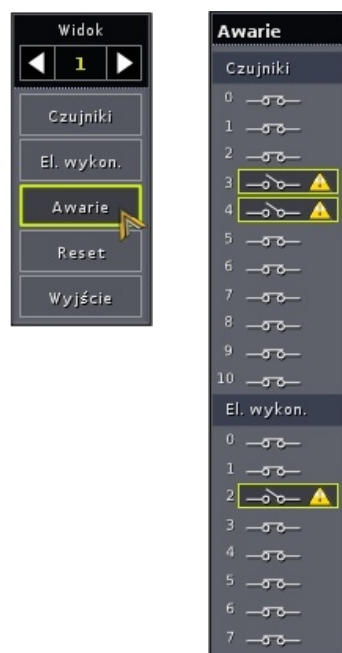 Widok
1
Czujniki
El. wykon.
Awarie
Reset
Wyjście
Awarie
Czujniki
0
1
2
3
4
5
6
7
8
9
10
El. wykon.
0
1
2
3
4
5
6
7